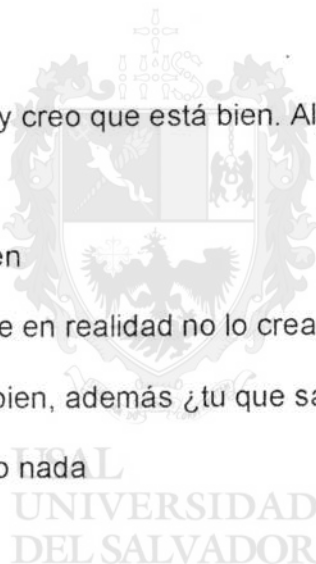 y creo que está bien. Al
en
e en realidad no lo crea
bien, además ¿tu que sa
o nada
USAL
UNIVERSIDAD
DEL SALVADOR